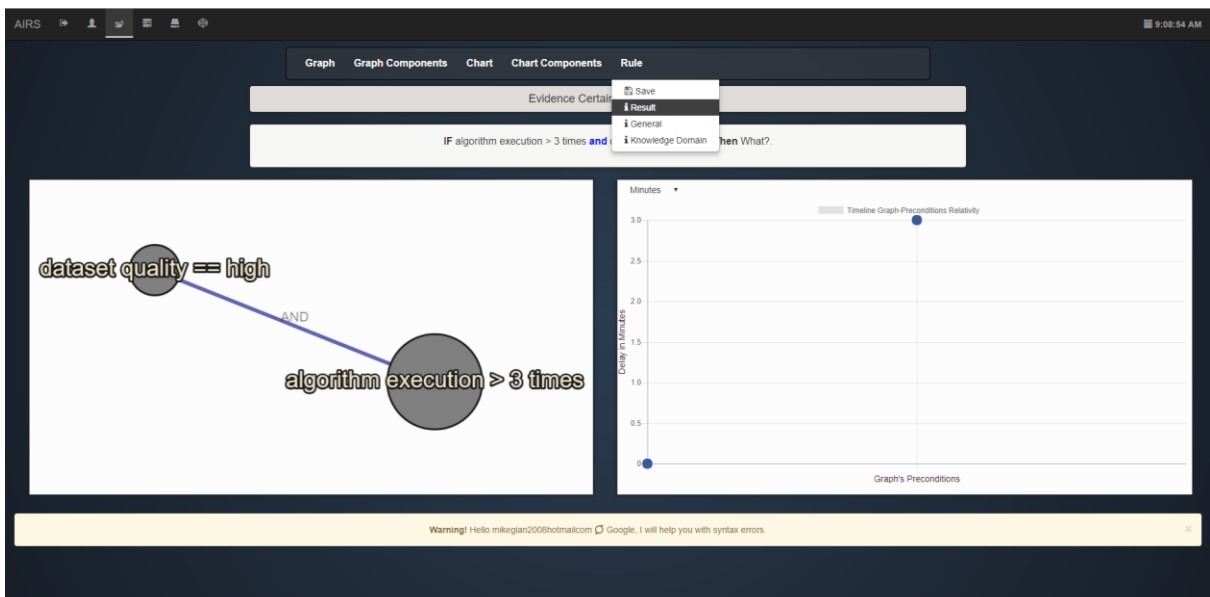 AIRS
9:08:54 AM
Graph Graph Components Chart Chart Components Rule
Save
Result
General
Knowledge Domain
Evidence Certain
IF algorithm execution > 3 times and
hen What?.
dataset quality == high
AND
algorithm execution > 3 times
Minutes
Timeline Graph-Preconditions Relativity
3.0
2.5
2.0
1.5
1.0
0.5
0
Delay in Minutes
Graph's Preconditions
Warning! Hello mikegian2008hotmailcom Google, I will help you with syntax errors.
×